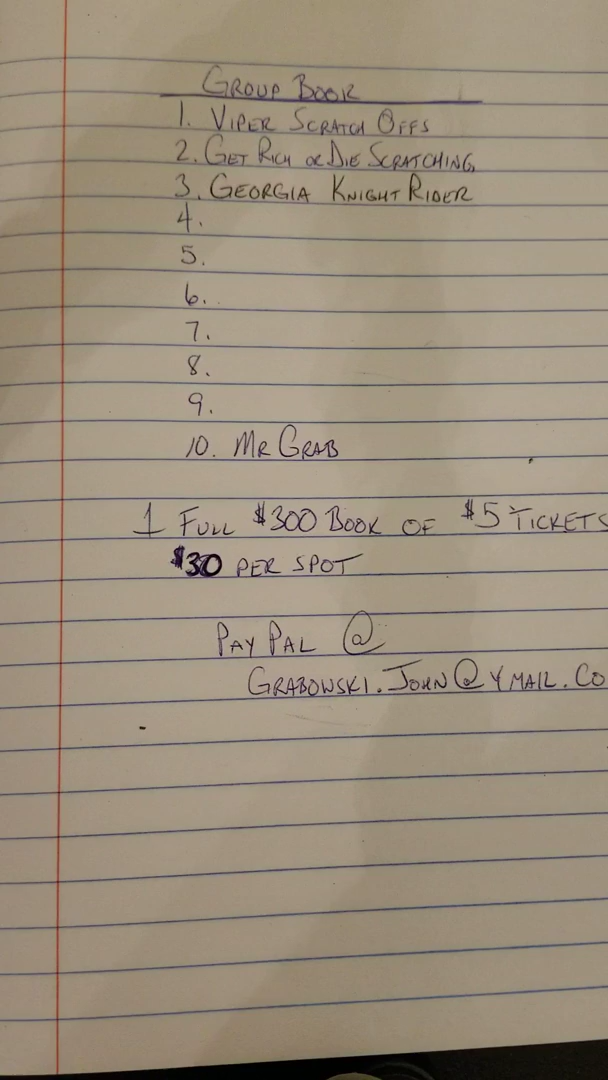 GROUP BOOK
1. VIPER SCRATCH OFFS
2. GET RICH OR DIE SCRATCHING
3. GEORGIA KNIGHT RIDER
4.
5.
6.
7.
8.
9.
10. MR GRAB
1 FULL $300 BOOK OF $5 TICKETS
$30 PER SPOT
PAYPAL @
GRABOWSKI.JOHN@YMAIL.CO